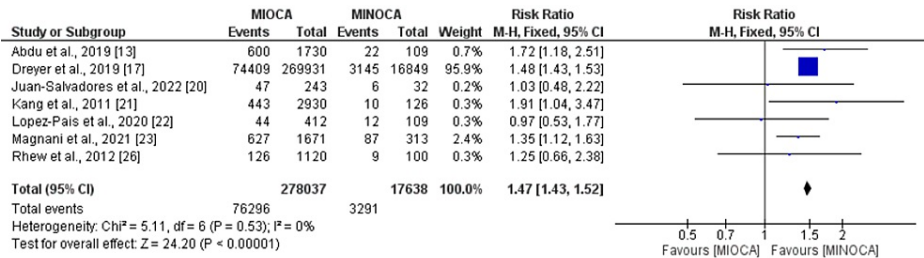 MIOCA MINOCA Risk Ratio Risk Ratio
Study or Subgroup Events Total Events Total Weight M-H, Fixed, 95% CI M-H, Fixed, 95% CI
Abdu et al., 2019 [13] 600 1730 22 109 0.7% 1.72 [1.18, 2.51]
Dreyer et al., 2019 [17] 74409 269931 3145 16849 95.9% 1.48 [1.43, 1.53]
Juan-Salvadores et al., 2022 [20] 47 243 6 32 0.2% 1.03 [0.48, 2.22]
Kang et al., 2011 [21] 443 2930 10 126 0.4% 1.91 [1.04, 3.47]
Lopez-Pais et al., 2020 [22] 44 412 12 109 0.4% 0.97 [0.53, 1.77]
Magnani et al., 2021 [23] 627 1671 87 313 2.4% 1.35 [1.12, 1.63]
Rhew et al., 2012 [26] 126 1120 9 100 0.3% 1.25 [0.66, 2.38]
Total (95% CI) 278037 17638 100.0% 1.47 [1.43, 1.52]
Total events 76296 3291
Heterogeneity: Chi² = 5.11, df = 6 (P = 0.53); I² = 0%
Test for overall effect: Z = 24.20 (P < 0.00001)
0.5 0.7 1 1.5 2
Favours [MIOCA] Favours [MINOCA]